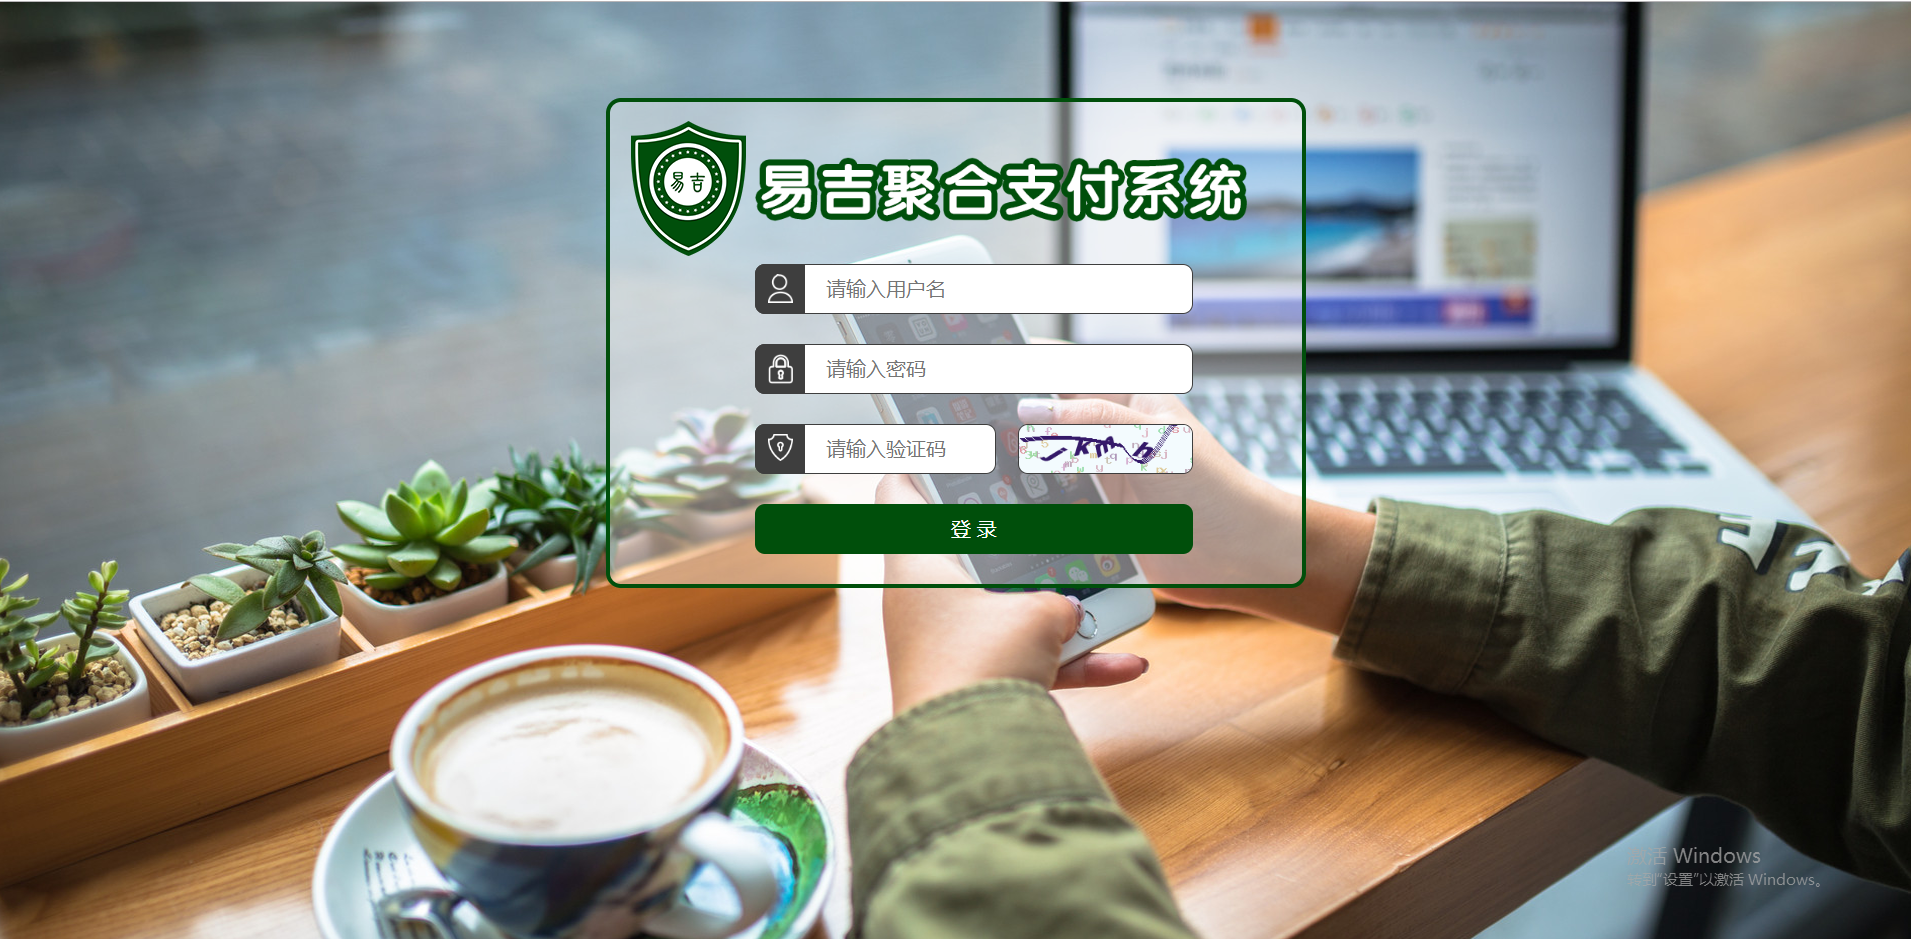 易吉
易吉聚合支付系统
请输入用户名
请输入密码
请输入验证码
登 录
激活 Windows
转到"设置"以激活 Windows。